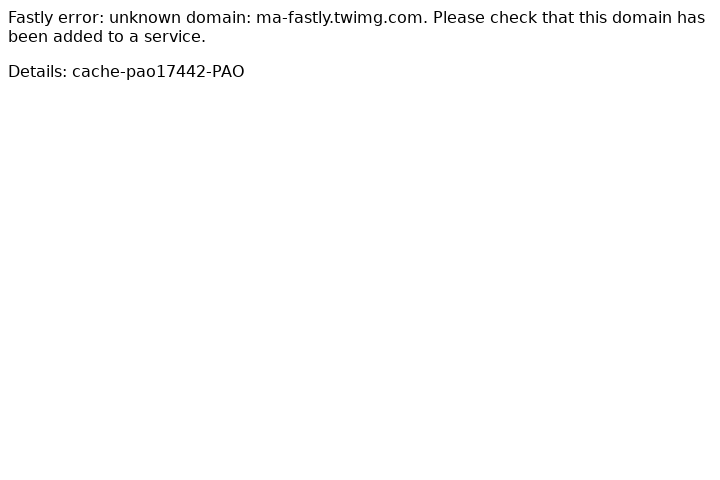 Fastly error: unknown domain: ma-fastly.twimg.com. Please check that this domain has
been added to a service.
Details: cache-pao17442-PAO